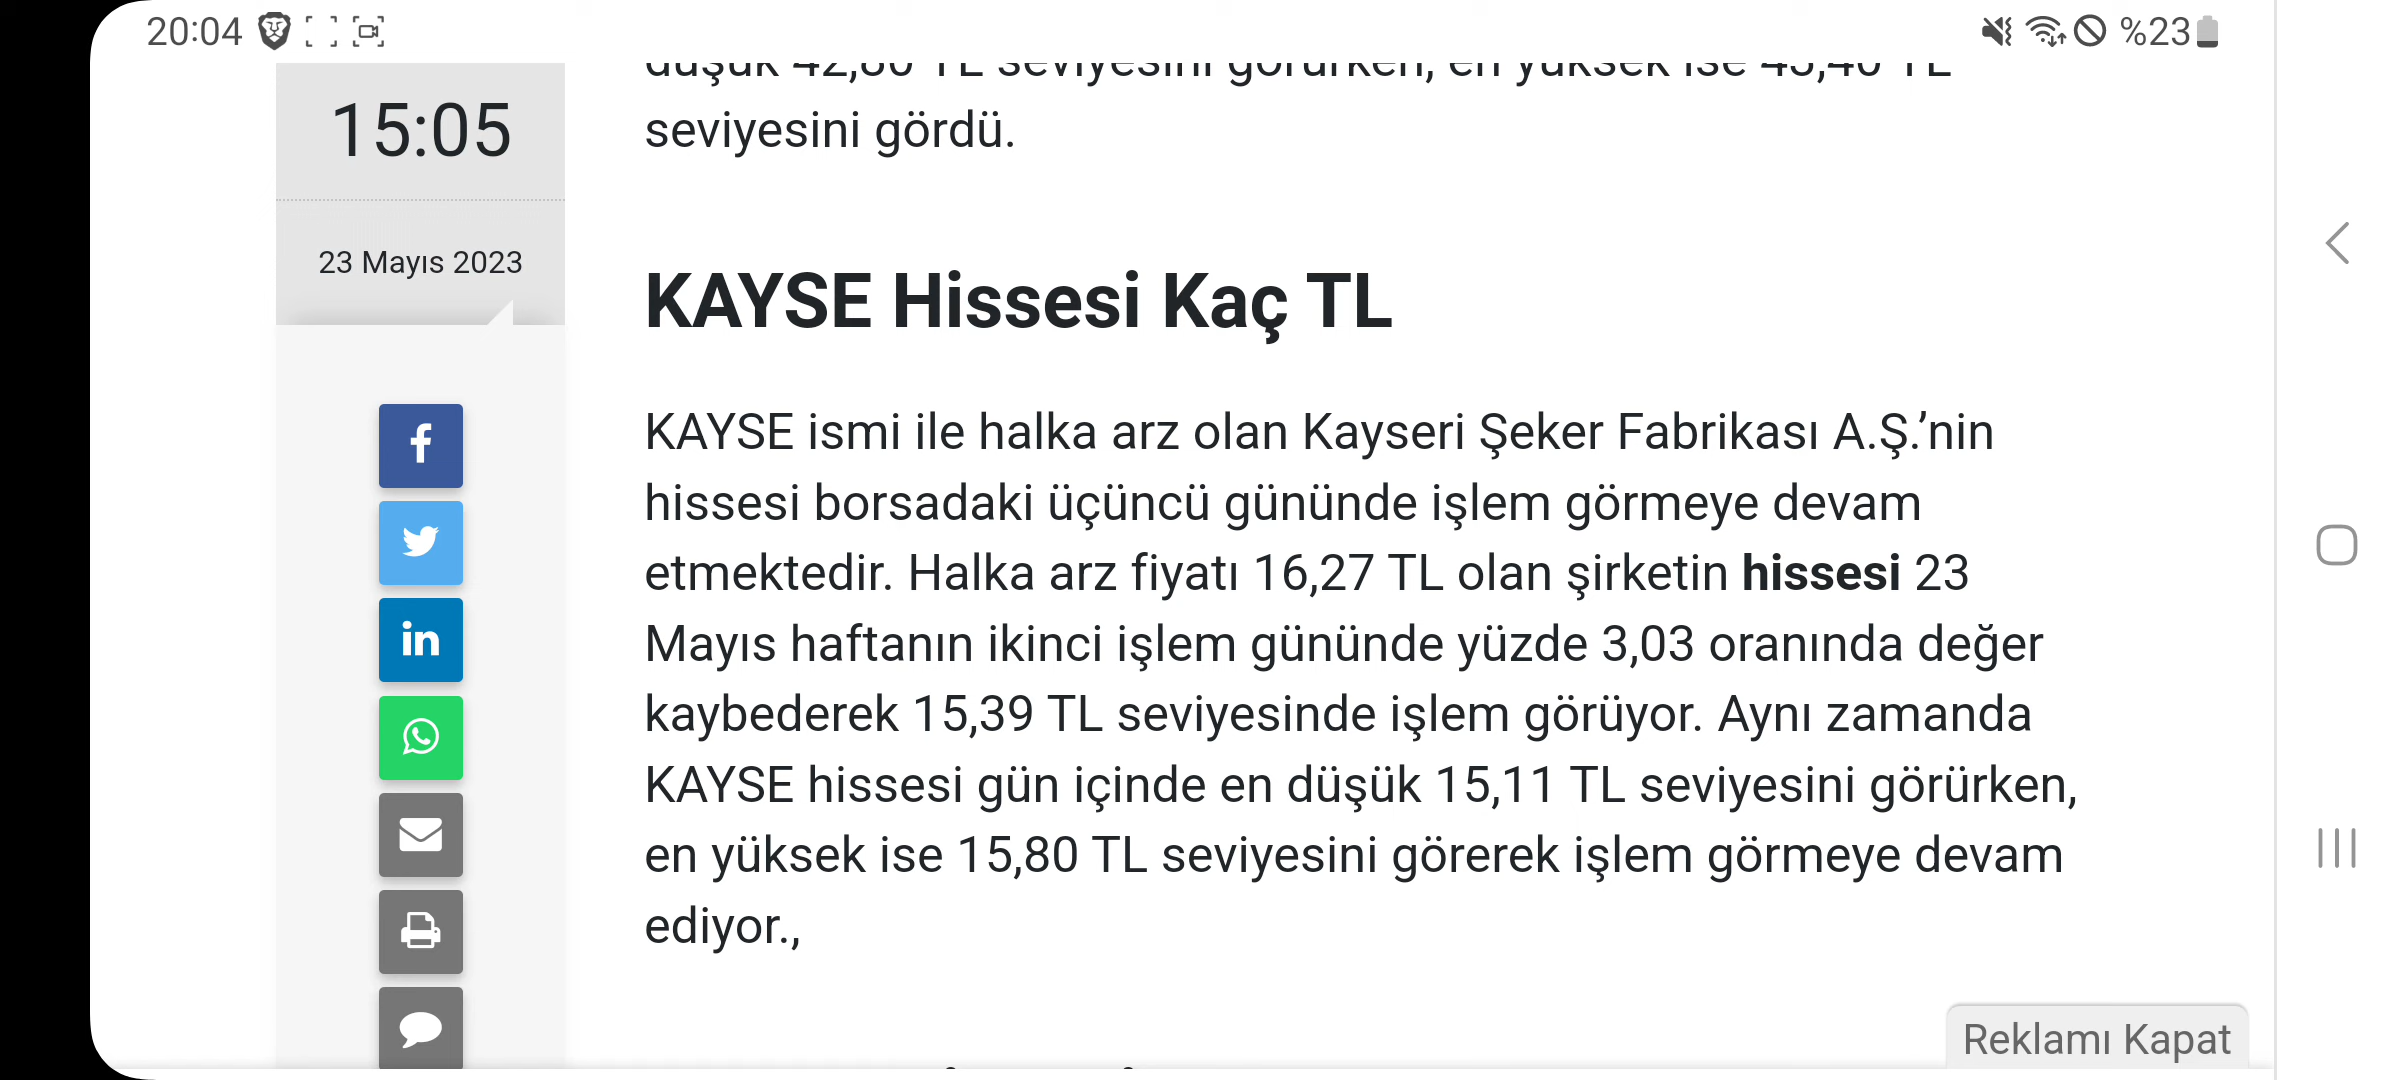 20:04
%23
15:05
23 Mayıs 2023
seviyesini gördü.
KAYSE Hissesi Kaç TL
KAYSE ismi ile halka arz olan Kayseri Şeker Fabrikası A.Ş.’nin
hissesi borsadaki üçüncü gününde işlem görmeye devam
etmektedir. Halka arz fiyatı 16,27 TL olan şirketin hissesi 23
Mayıs haftanın ikinci işlem gününde yüzde 3,03 oranında değer
kaybederek 15,39 TL seviyesinde işlem görüyor. Aynı zamanda
KAYSE hissesi gün içinde en düşük 15,11 TL seviyesini görürken,
en yüksek ise 15,80 TL seviyesini görerek işlem görmeye devam
ediyor.,
Reklamı Kapat